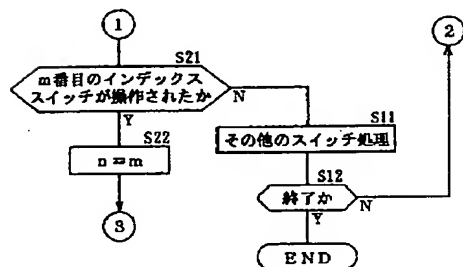 1
2
S21
m番目のインデックス
スイッチが操作されたか
N
Y
S22
n=m
3
S11
その他のスイッチ処理
S12
終了か
N
Y
END